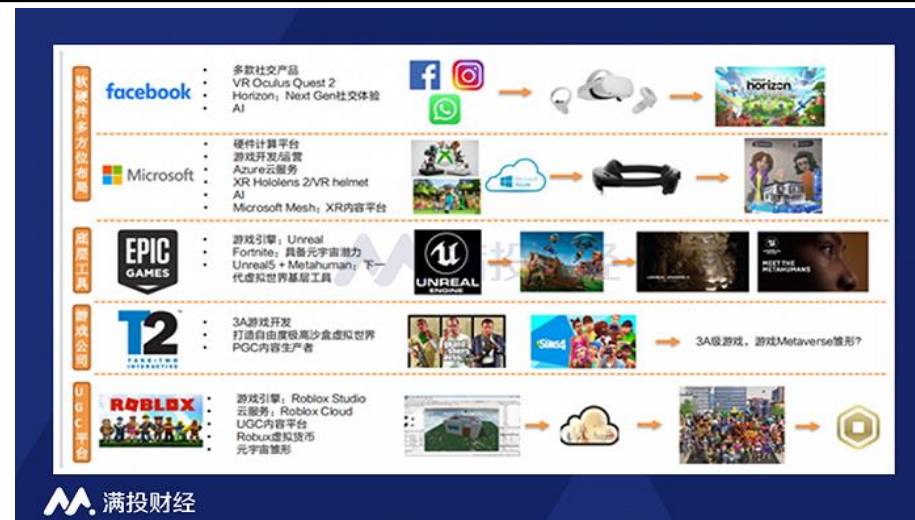 软硬件多方位布局
facebook
多款社交产品
VR Oculus Quest 2
Horizon：Next Gen社交体验
AI
horizon
Microsoft
硬件计算平台
游戏开发/运营
Azure云服务
XR Hololens 2/VR helmet
AI
Microsoft Mesh：XR内容平台
底层工具
EPIC
GAMES
游戏引擎：Unreal
Fortnite：具备元宇宙潜力
Unreal5 + Metahuman：下一
代虚拟世界基层工具
UNREAL
ENGINE
MEET THE
METAHUMANS
满投财经
游戏公司
T2
TAKE-TWO
INTERACTIVE
3A游戏开发
打造自由度极高沙盒虚拟世界
PGC内容生产者
3A级游戏，游戏Metaverse雏形?
UGC平台
ROBLOX
游戏引擎：Roblox Studio
云服务：Roblox Cloud
UGC内容平台
Robux虚拟货币
元宇宙雏形
满投财经